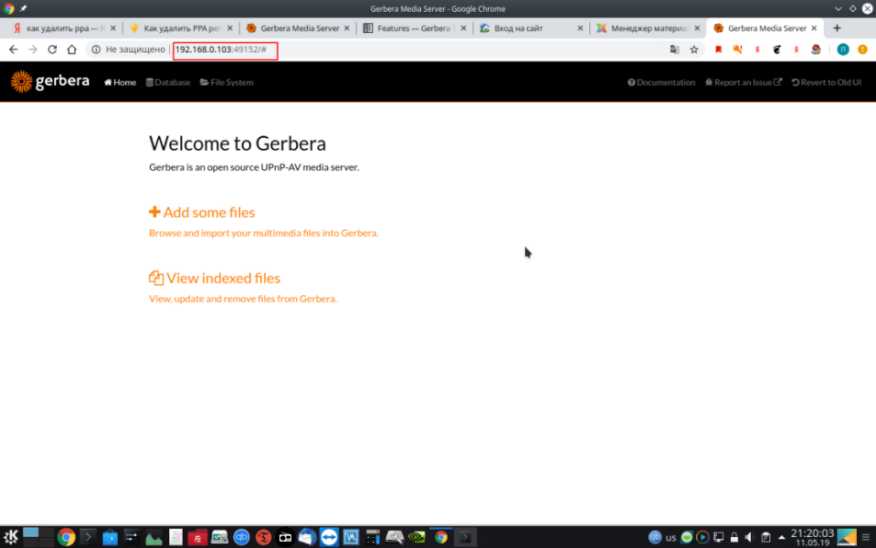 Gerbera Media Server - Google Chrome
как удалить ppa — Я
Как удалить PPA реп
Gerbera Media Server
Features — Gerbera
Вход на сайт
Менеджер материа
Gerbera Media Server
Не защищено
192.168.0.103:49152/#
gerbera
Home
Database
File System
Documentation
Report an Issue
Revert to Old UI
Welcome to Gerbera
Gerbera is an open source UPnP-AV media server.
Add some files
Browse and import your multimedia files into Gerbera.
View indexed files
View, update and remove files from Gerbera.
us
21:20:03
11.05.19